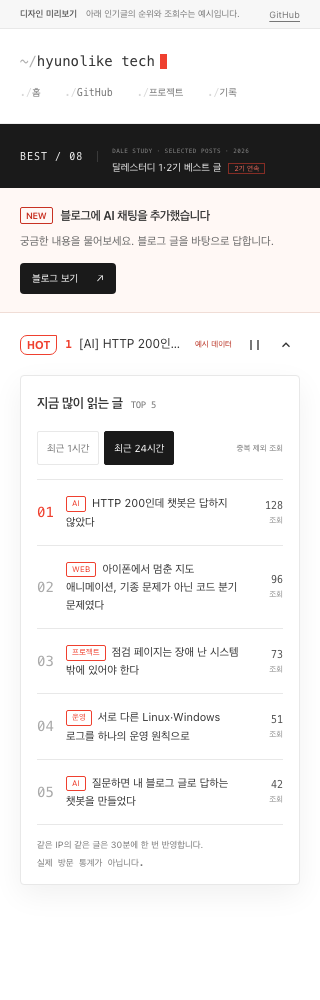 디자인 미리보기 아래 인기글의 순위와 조회수는 예시입니다. GitHub
~/hyunolike tech
./홈 ./GitHub ./프로젝트 ./기록
DALE STUDY · SELECTED POSTS · 2026
BEST / 08 달레스터디 1·2기 베스트 글 2기 연속
NEW 블로그에 AI 채팅을 추가했습니다
궁금한 내용을 물어보세요. 블로그 글을 바탕으로 답합니다.
블로그 보기 ↗
HOT 1 [AI] HTTP 200인... 예시 데이터
지금 많이 읽는 글 TOP 5
최근 1시간 최근 24시간 중복 제외 조회
01 AI HTTP 200인데 챗봇은 답하지 128
않았다 조회
WEB 아이폰에서 멈춘 지도
02 애니메이션, 기종 문제가 아닌 코드 분기 96
문제였다 조회
03 프로젝트 점검 페이지는 장애 난 시스템 73
밖에 있어야 한다 조회
04 운영 서로 다른 Linux·Windows 51
로그를 하나의 운영 원칙으로 조회
05 AI 질문하면 내 블로그 글로 답하는 42
챗봇을 만들었다 조회
같은 IP의 같은 글은 30분에 한 번 반영합니다.
실제 방문 통계가 아닙니다.